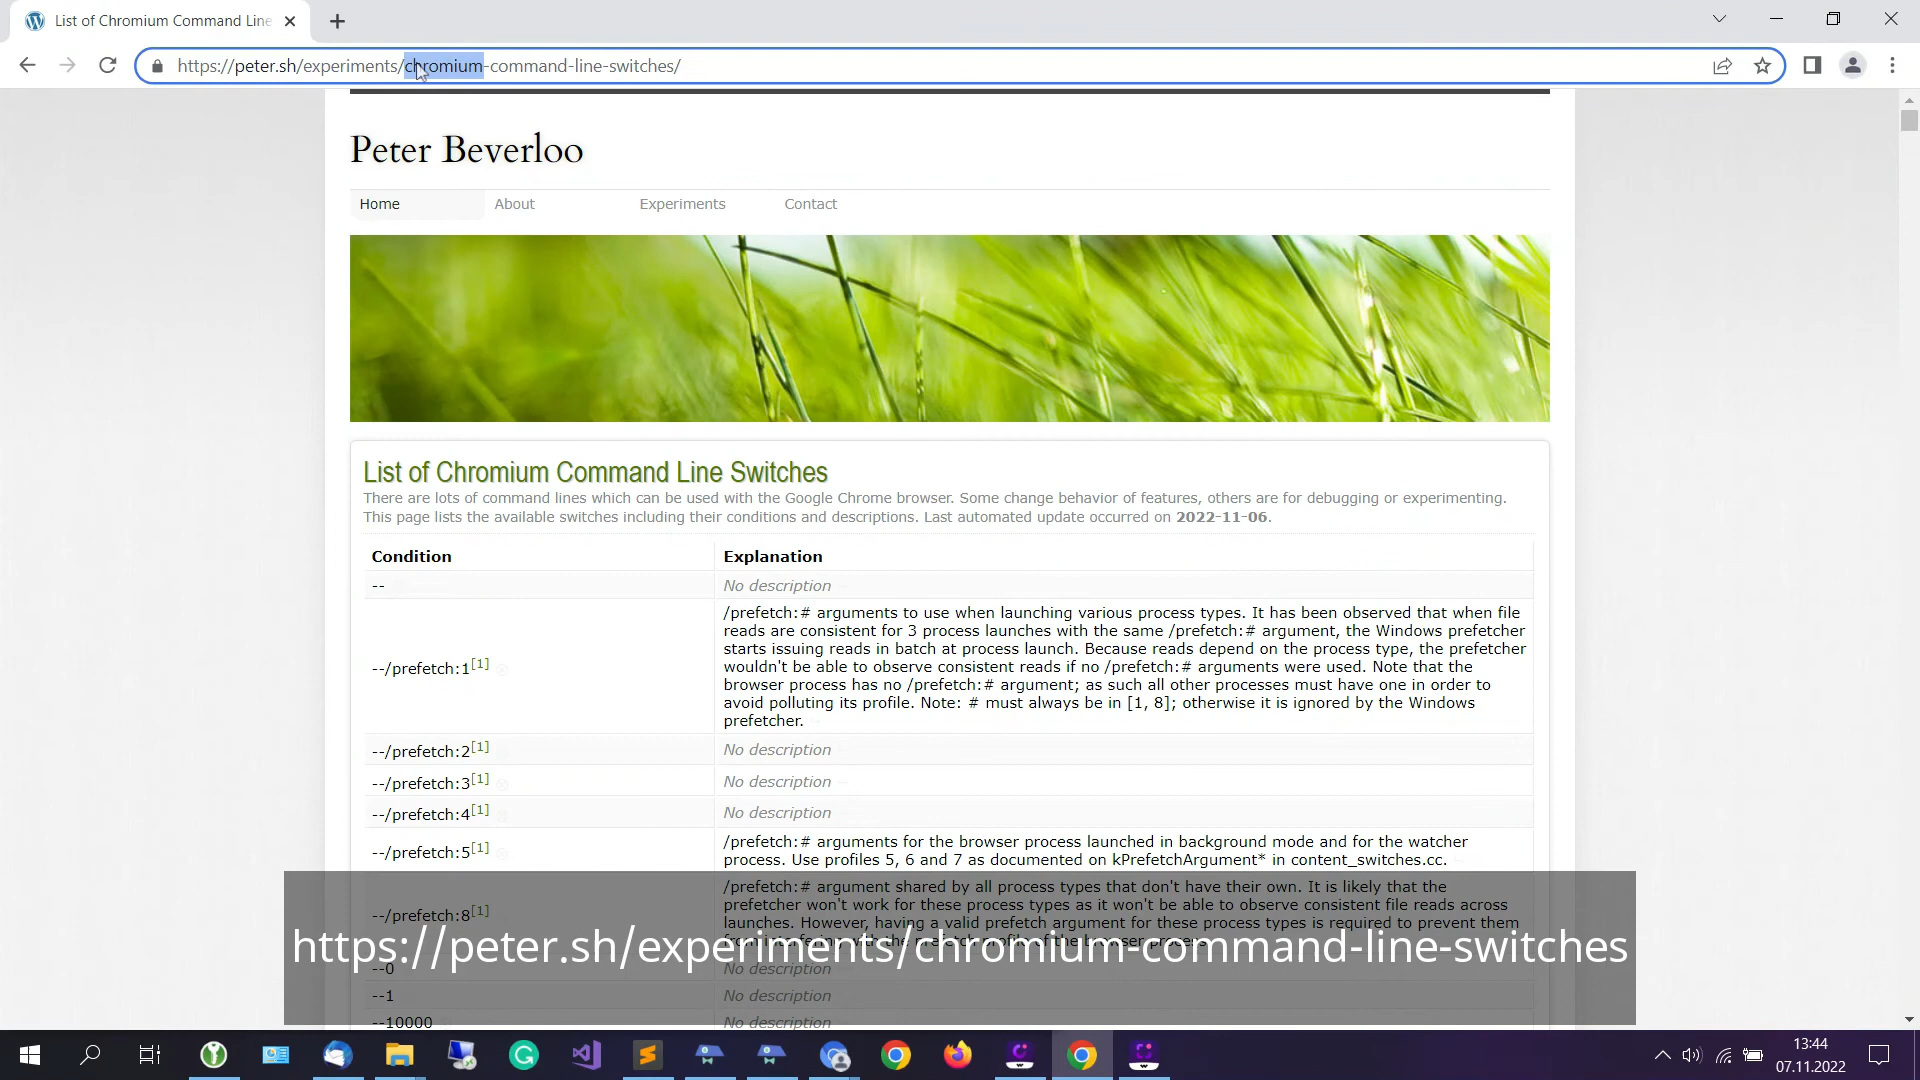 List of Chromium Command Line
https://peter.sh/experiments/chromium-command-line-switches/
Peter Beverloo
Home About Experiments Contact
List of Chromium Command Line Switches
There are lots of command lines which can be used with the Google Chrome browser. Some change behavior of features, others are for debugging or experimenting.
This page lists the available switches including their conditions and descriptions. Last automated update occurred on 2022-11-06.
Condition Explanation
-- No description
--/prefetch:1[1] /prefetch:# arguments to use when launching various process types. It has been observed that when file
reads are consistent for 3 process launches with the same /prefetch:# argument, the Windows prefetcher
starts issuing reads in batch at process launch. Because reads depend on the process type, the prefetcher
wouldn't be able to observe consistent reads if no /prefetch:# arguments were used. Note that the
browser process has no /prefetch:# argument; as such all other processes must have one in order to
avoid polluting its profile. Note: # must always be in [1, 8]; otherwise it is ignored by the Windows
prefetcher.
--/prefetch:2[1] No description
--/prefetch:3[1] No description
--/prefetch:4[1] No description
--/prefetch:5[1] /prefetch:# arguments for the browser process launched in background mode and for the watcher
process. Use profiles 5, 6 and 7 as documented on kPrefetchArgument* in content_switches.cc.
--/prefetch:8[1] /prefetch:# argument shared by all process types that don't have their own. It is likely that the
prefetcher won't work for these process types as it won't be able to observe consistent file reads across
launches. However, having a valid prefetch argument for these process types is required to prevent them
from interfering with the prefetch profile of the browser process.
https://peter.sh/experiments/chromium-command-line-switches
--0 No description
--1 No description
--10000 No description
13:44
07.11.2022